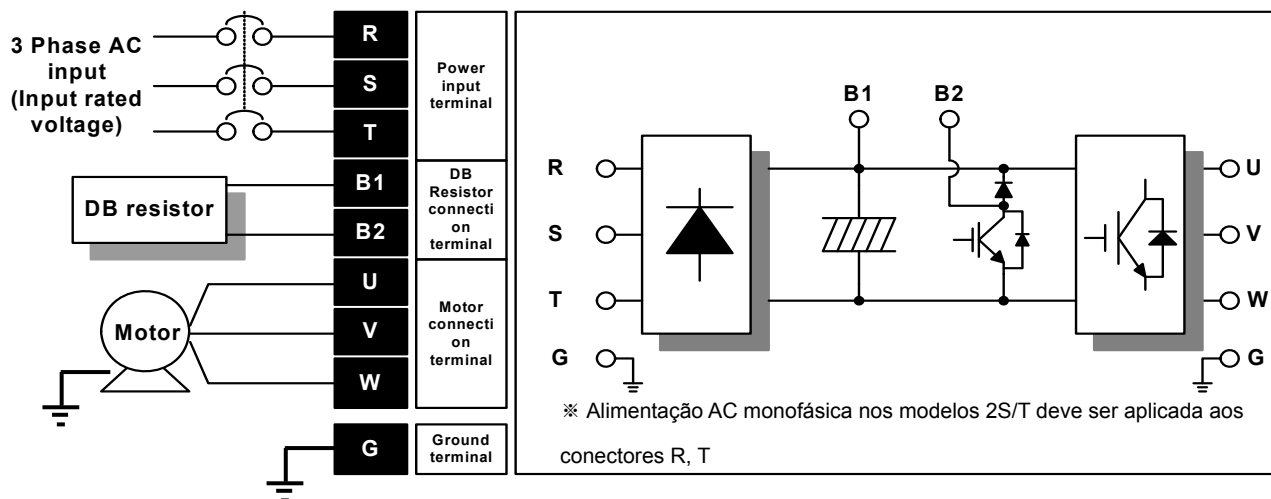 3 Phase AC
input
(Input rated
voltage)
R
S
T
Power
input
terminal
DB resistor
B1
B2
DB
Resistor
connecti
on
terminal
Motor
U
V
W
Motor
connecti
on
terminal
G
Ground
terminal
B1 B2
R
S
T
G
U
V
W
G
※ Alimentação AC monofásica nos modelos 2S/T deve ser aplicada aos
conectores R, T